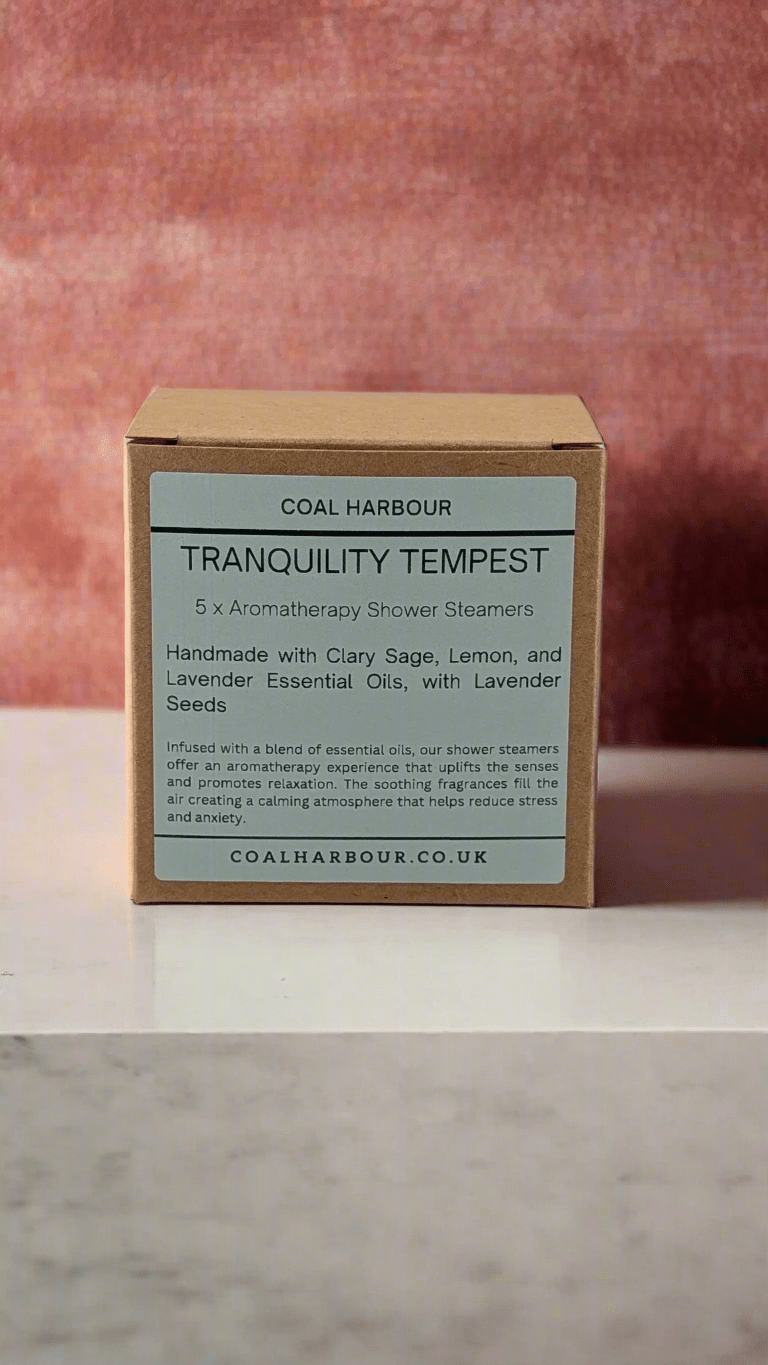 COAL HARBOUR
TRANQUILITY TEMPEST
5 x Aromatherapy Shower Steamers
Handmade with Clary Sage, Lemon, and
Lavender Essential Oils, with Lavender
Seeds
Infused with a blend of essential oils, our shower steamers
offer an aromatherapy experience that uplifts the senses
and promotes relaxation. The soothing fragrances fill the
air creating a calming atmosphere that helps reduce stress
and anxiety.
COALHARBOUR.CO.UK